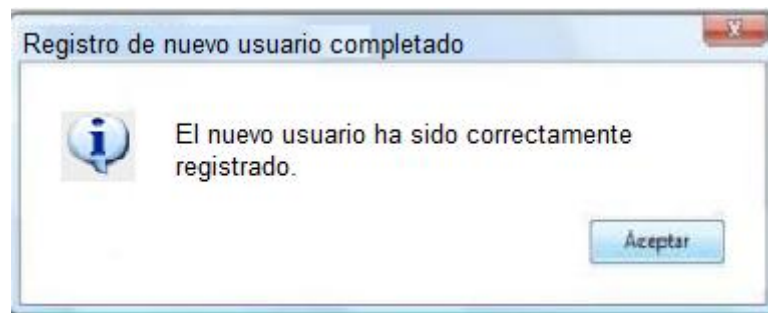 Registro de nuevo usuario completado
El nuevo usuario ha sido correctamente
registrado.
Aceptar